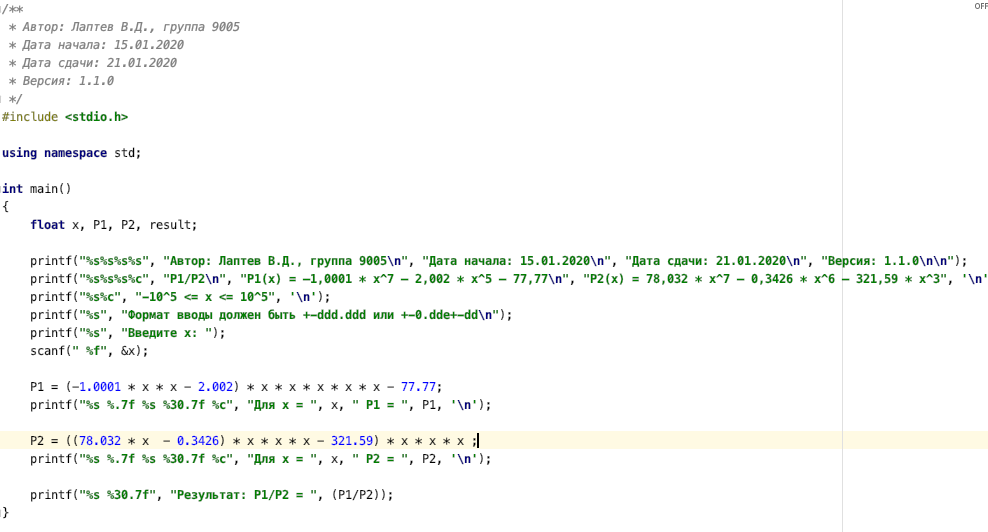 OFF
/**
 * Автор: Лаптев В.Д., группа 9005
 * Дата начала: 15.01.2020
 * Дата сдачи: 21.01.2020
 * Версия: 1.1.0
 */
#include <stdio.h>
using namespace std;
int main()
{
    float x, P1, P2, result;
    printf("%s%s%s%s", "Автор: Лаптев В.Д., группа 9005\n", "Дата начала: 15.01.2020\n", "Дата сдачи: 21.01.2020\n", "Версия: 1.1.0\n\n");
    printf("%s%s%s%c", "P1/P2\n", "P1(x) = −1,0001 * x^7 − 2,002 * x^5 − 77,77\n", "P2(x) = 78,032 * x^7 − 0,3426 * x^6 − 321,59 * x^3", '\n'
    printf("%s%c", "−10^5 <= x <= 10^5", '\n');
    printf("%s", "Формат вводы должен быть +−ddd.ddd или +−0.dde+−dd\n");
    printf("%s", "Введите x: ");
    scanf(" %f", &x);
    P1 = (−1.0001 * x * x − 2.002) * x * x * x * x * x − 77.77;
    printf("%s %.7f %s %30.7f %c", "Для x = ", x, " P1 = ", P1, '\n');
    P2 = ((78.032 * x  − 0.3426) * x * x * x − 321.59) * x * x * x ;
    printf("%s %.7f %s %30.7f %c", "Для x = ", x, " P2 = ", P2, '\n');
    printf("%s %30.7f", "Результат: P1/P2 = ", (P1/P2));
}